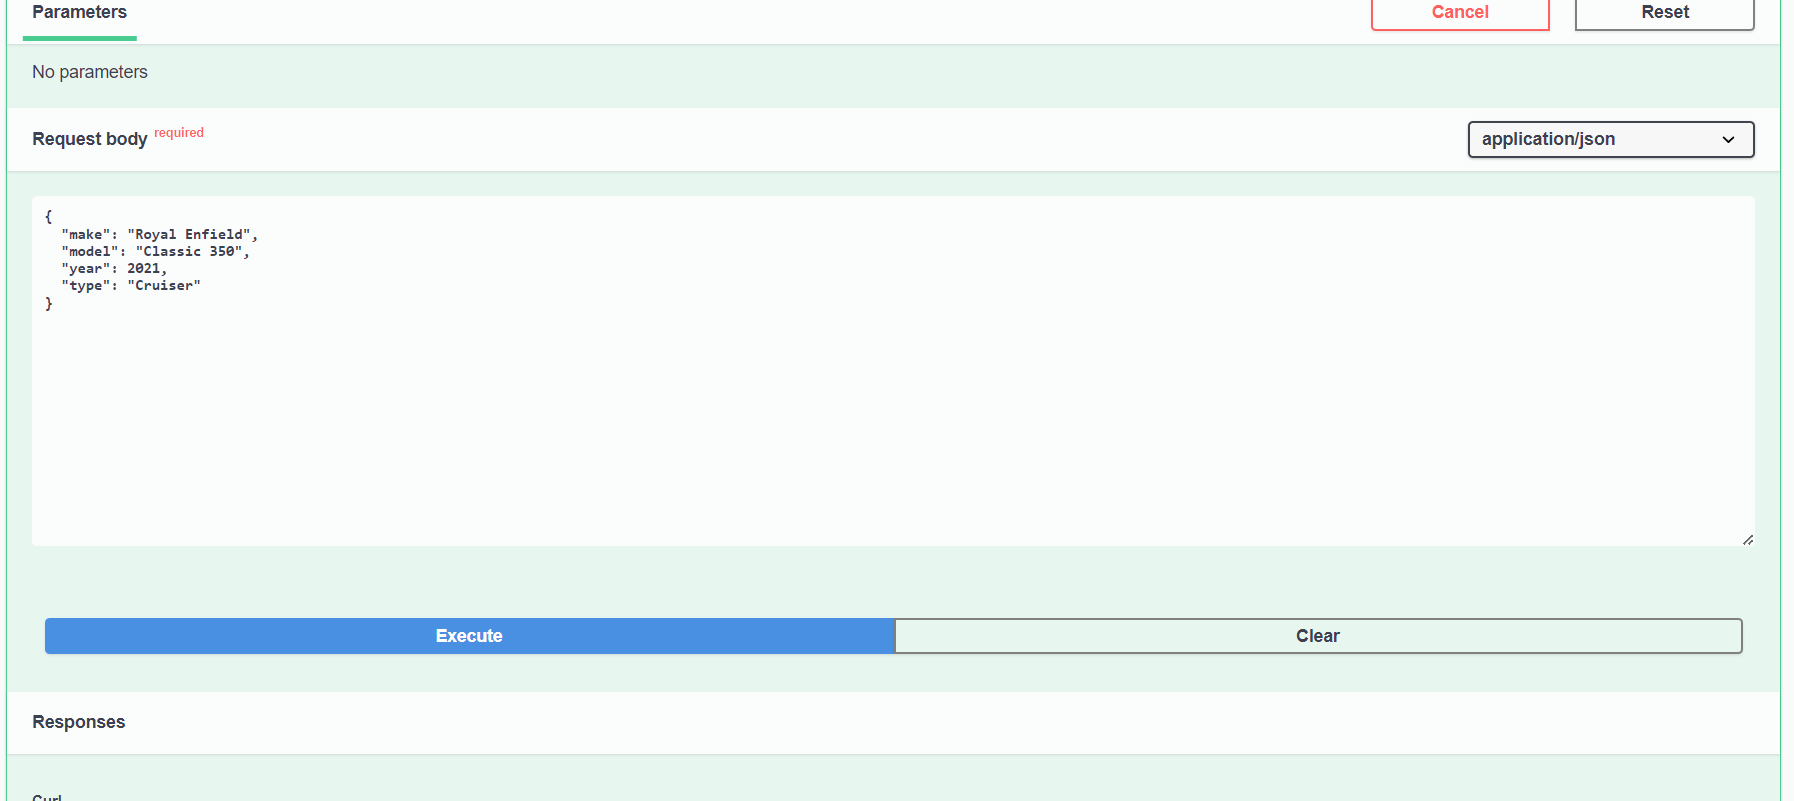 Parameters
Cancel
Reset
No parameters
Request body required
application/json
{
  "make": "Royal Enfield",
  "model": "Classic 350",
  "year": 2021,
  "type": "Cruiser"
}
Execute
Clear
Responses
Curl